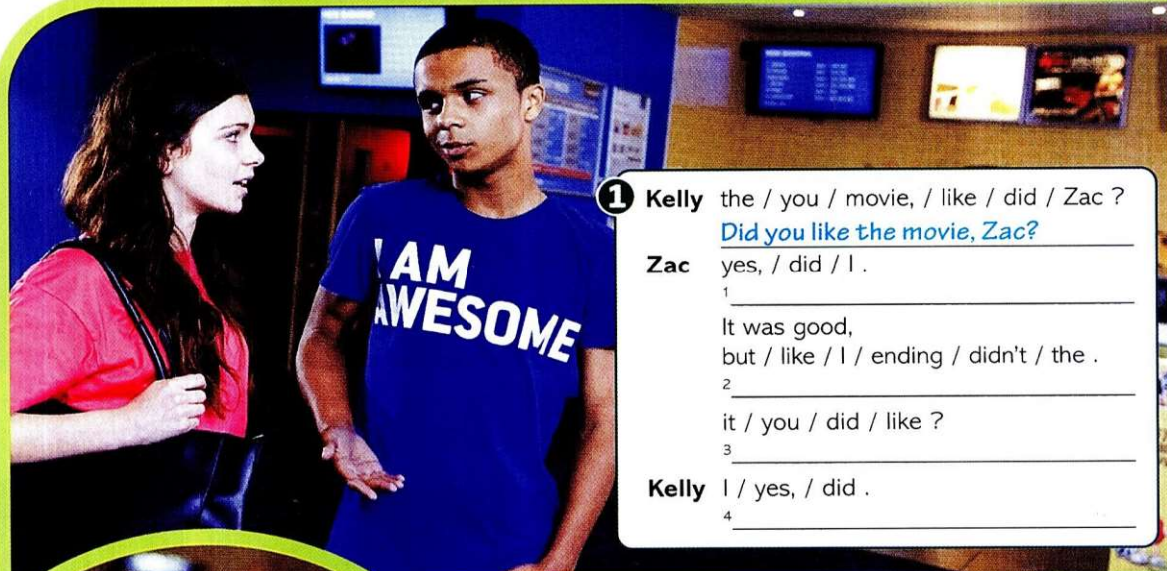 I AM
AWESOME
1 Kelly the / you / movie, / like / did / Zac ?
Did you like the movie, Zac?
Zac yes, / did / I .
1
It was good,
but / like / I / ending / didn't / the .
2
it / you / did / like ?
3
Kelly I / yes, / did .
4